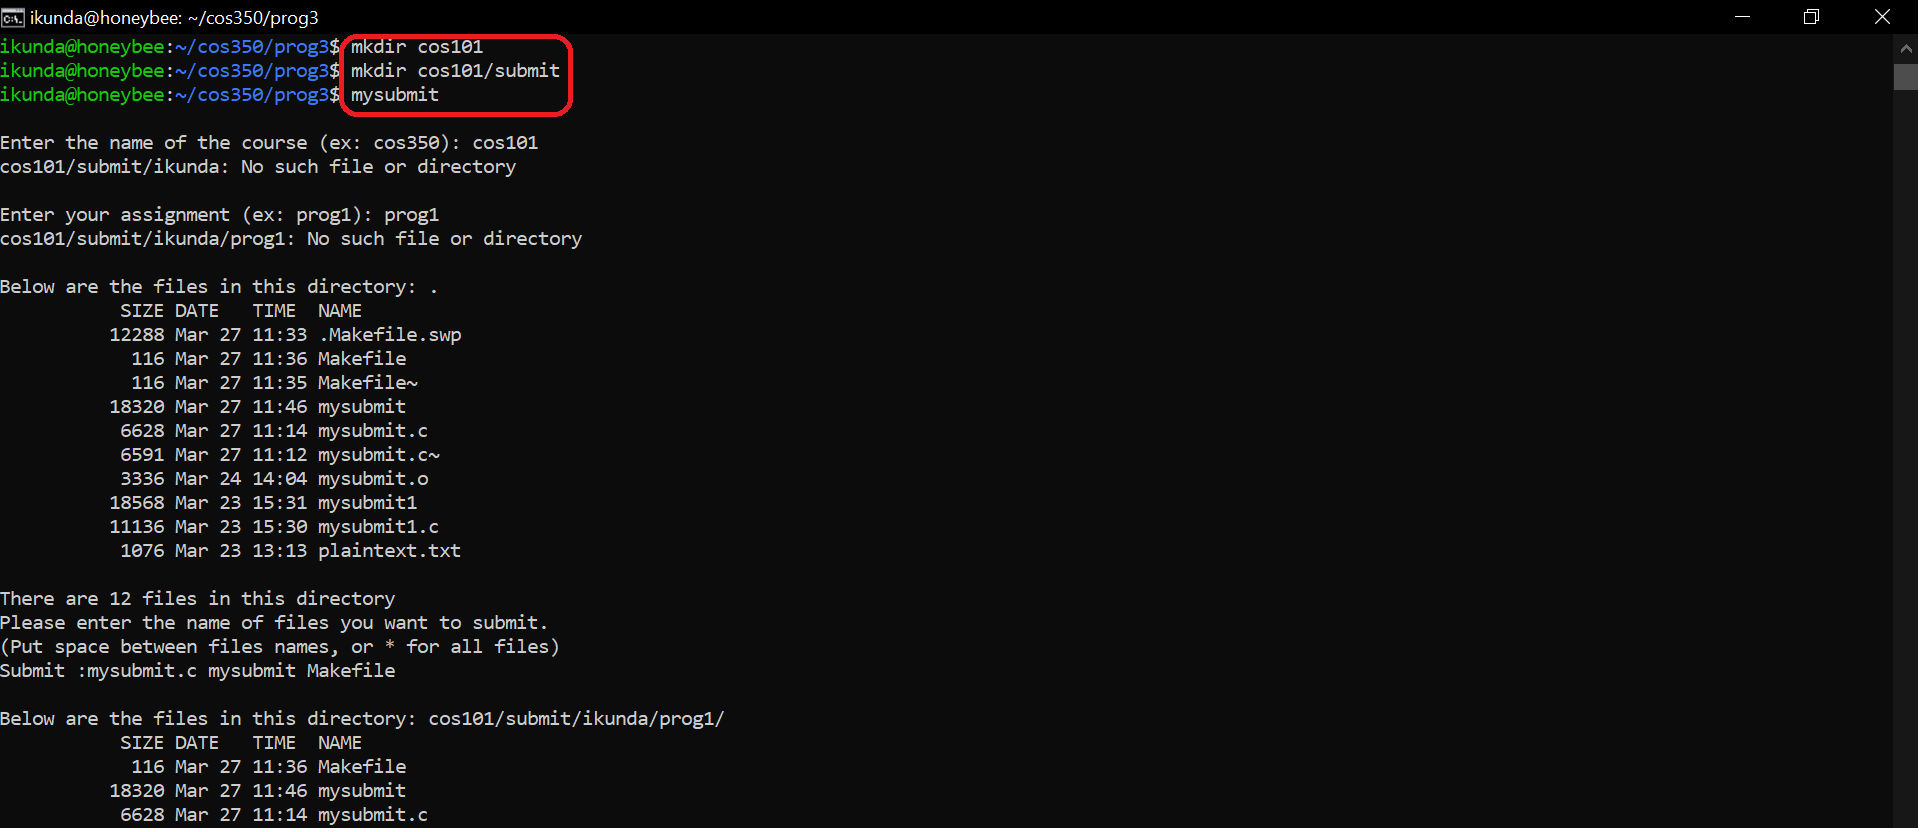 ikunda@honeybee: ~/cos350/prog3
ikunda@honeybee:~/cos350/prog3$ mkdir cos101
ikunda@honeybee:~/cos350/prog3$ mkdir cos101/submit
ikunda@honeybee:~/cos350/prog3$ mysubmit
Enter the name of the course (ex: cos350): cos101
cos101/submit/ikunda: No such file or directory
Enter your assignment (ex: prog1): prog1
cos101/submit/ikunda/prog1: No such file or directory
Below are the files in this directory: .
SIZE DATE   TIME  NAME
12288 Mar 27 11:33 .Makefile.swp
116 Mar 27 11:36 Makefile
116 Mar 27 11:35 Makefile~
18320 Mar 27 11:46 mysubmit
6628 Mar 27 11:14 mysubmit.c
6591 Mar 27 11:12 mysubmit.c~
3336 Mar 24 14:04 mysubmit.o
18568 Mar 23 15:31 mysubmit1
11136 Mar 23 15:30 mysubmit1.c
1076 Mar 23 13:13 plaintext.txt
There are 12 files in this directory
Please enter the name of files you want to submit.
(Put space between files names, or * for all files)
Submit :mysubmit.c mysubmit Makefile
Below are the files in this directory: cos101/submit/ikunda/prog1/
SIZE DATE   TIME  NAME
116 Mar 27 11:36 Makefile
18320 Mar 27 11:46 mysubmit
6628 Mar 27 11:14 mysubmit.c